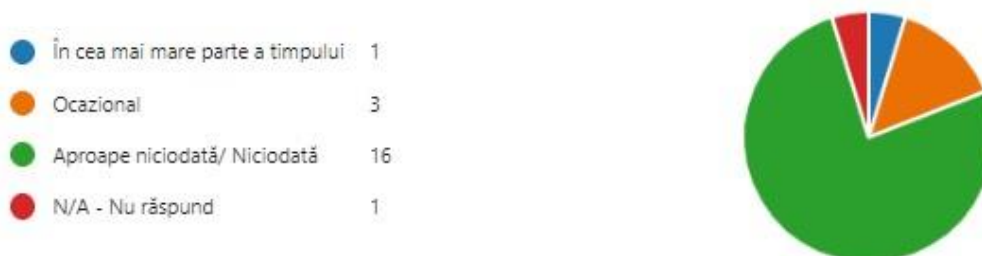 În cea mai mare parte a timpului 1
Ocazional 3
Aproape niciodată/ Niciodată 16
N/A - Nu răspund 1